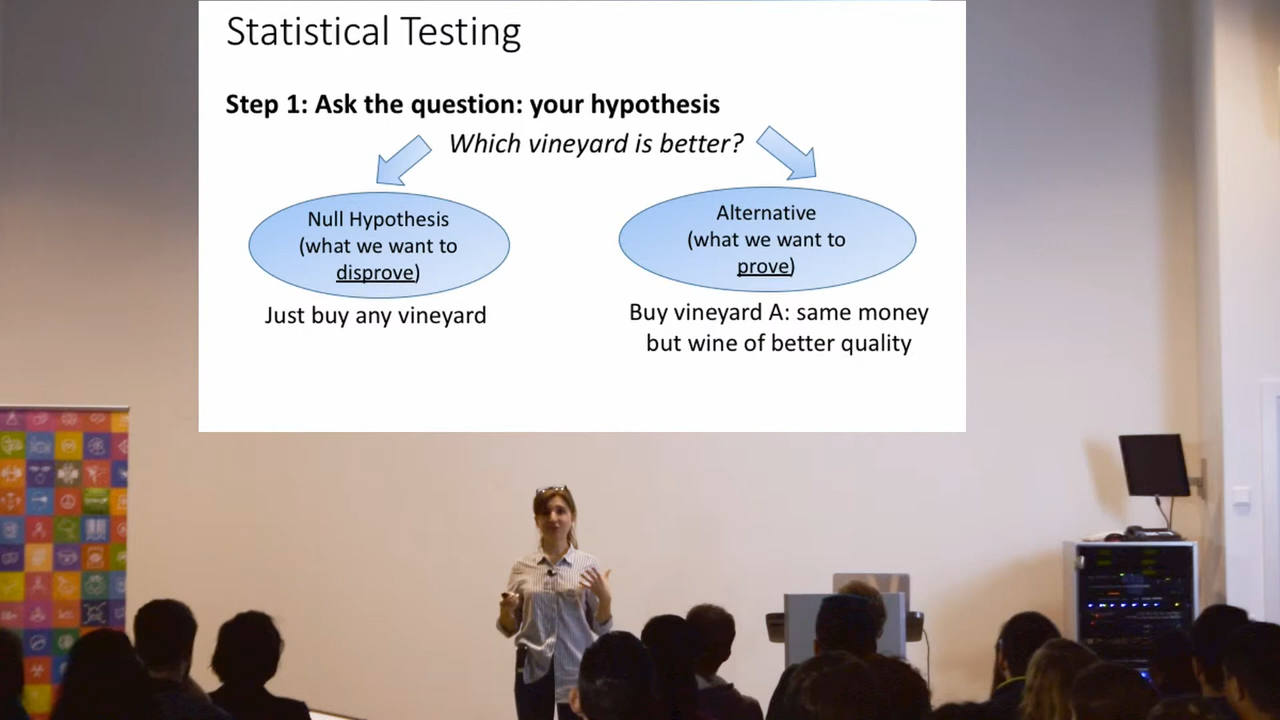 Statistical Testing
Step 1: Ask the question: your hypothesis
Which vineyard is better?
Null Hypothesis
(what we want to
disprove)
Just buy any vineyard
Alternative
(what we want to
prove)
Buy vineyard A: same money
but wine of better quality